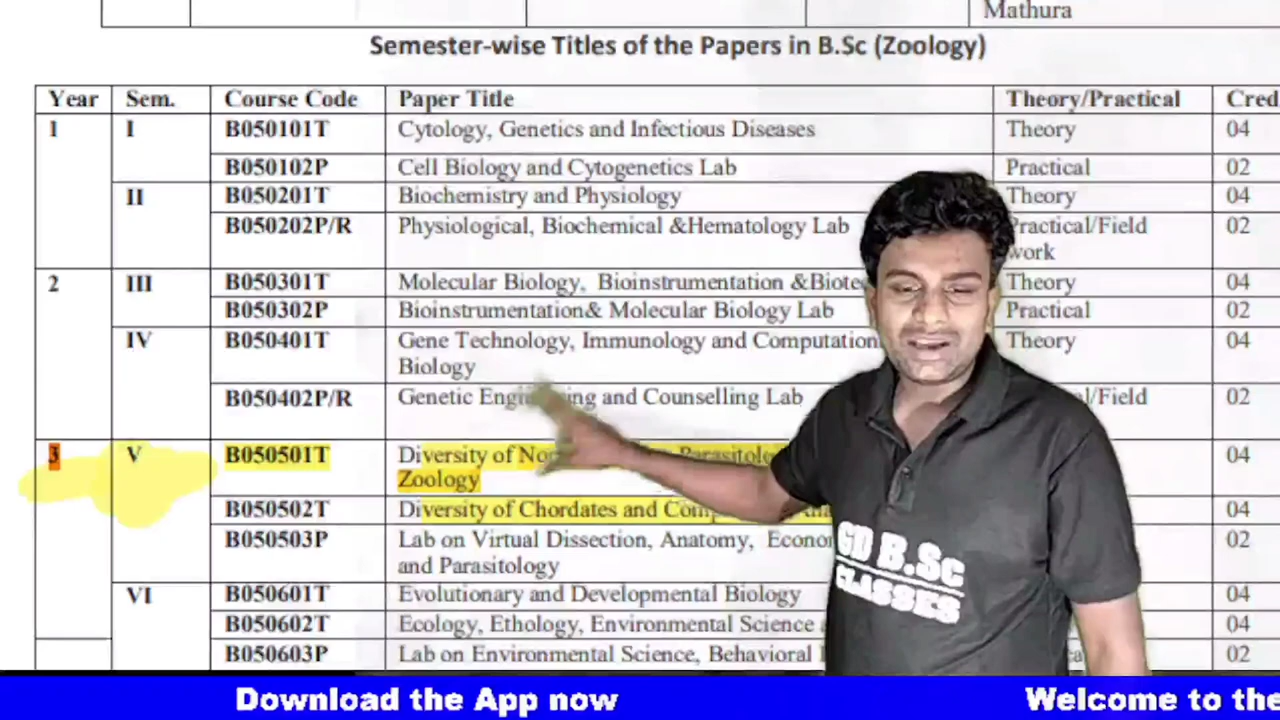 Mathura
Semester-wise Titles of the Papers in B.Sc (Zoology)
Year Sem. Course Code Paper Title Theory/Practical Cred
1 I B050101T Cytology, Genetics and Infectious Diseases Theory 04
B050102P Cell Biology and Cytogenetics Lab Practical 02
II B050201T Biochemistry and Physiology Theory 04
B050202P/R Physiological, Biochemical &Hematology Lab Practical/Field 02
work
2 III B050301T Molecular Biology, Bioinstrumentation &Biote Theory 04
B050302P Bioinstrumentation& Molecular Biology Lab Practical 02
IV B050401T Gene Technology, Immunology and Computation Theory 04
Biology
B050402P/R Genetic and Counselling Lab al/Field 02
3 V B050501T Diversity of Parasitolo 04
Zoology
B050502T Diversity of Chordates and Com 04
B050503P Lab on Virtual Dissection, Anatomy, Econo 02
and Parasitology
VI B050601T Evolutionary and Developmental Biology 04
B050602T Ecology, Ethology, Environmental Science 04
B050603P Lab on Environmental Science, Behavioral 02
GD B.Sc
CLASSES
Download the App now Welcome to the